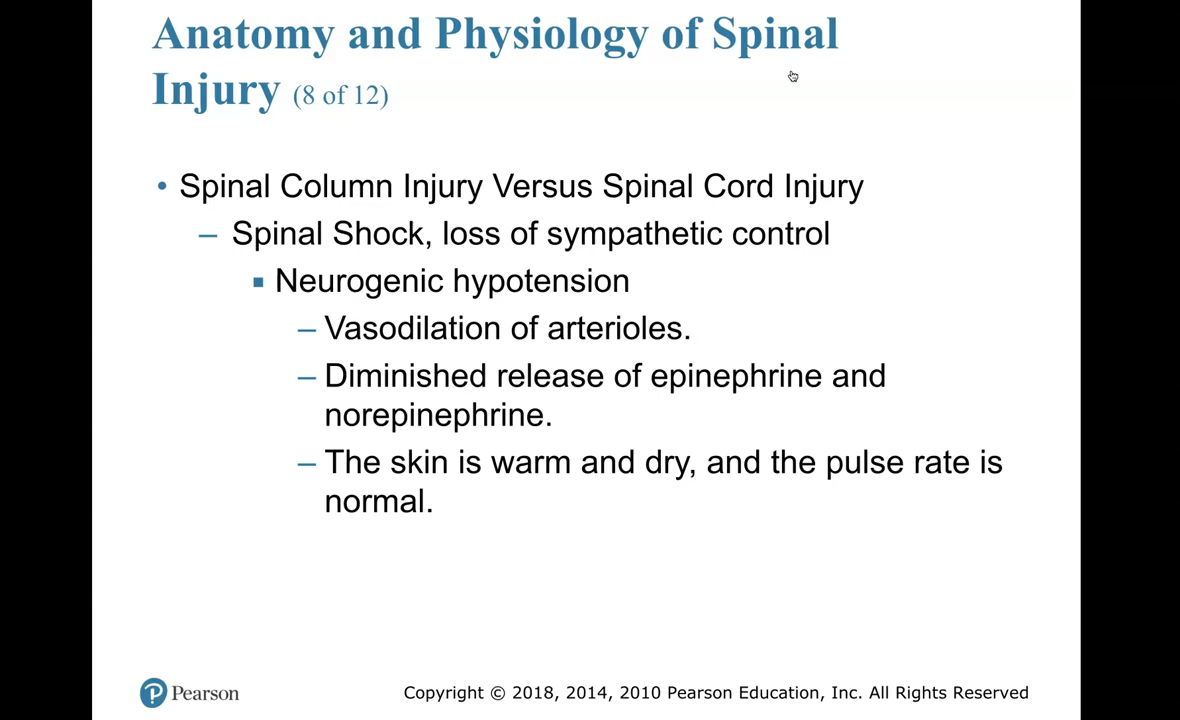 Anatomy and Physiology of Spinal
Injury (8 of 12)
• Spinal Column Injury Versus Spinal Cord Injury
– Spinal Shock, loss of sympathetic control
▪ Neurogenic hypotension
– Vasodilation of arterioles.
– Diminished release of epinephrine and
norepinephrine.
– The skin is warm and dry, and the pulse rate is
normal.
P Pearson
Copyright © 2018, 2014, 2010 Pearson Education, Inc. All Rights Reserved